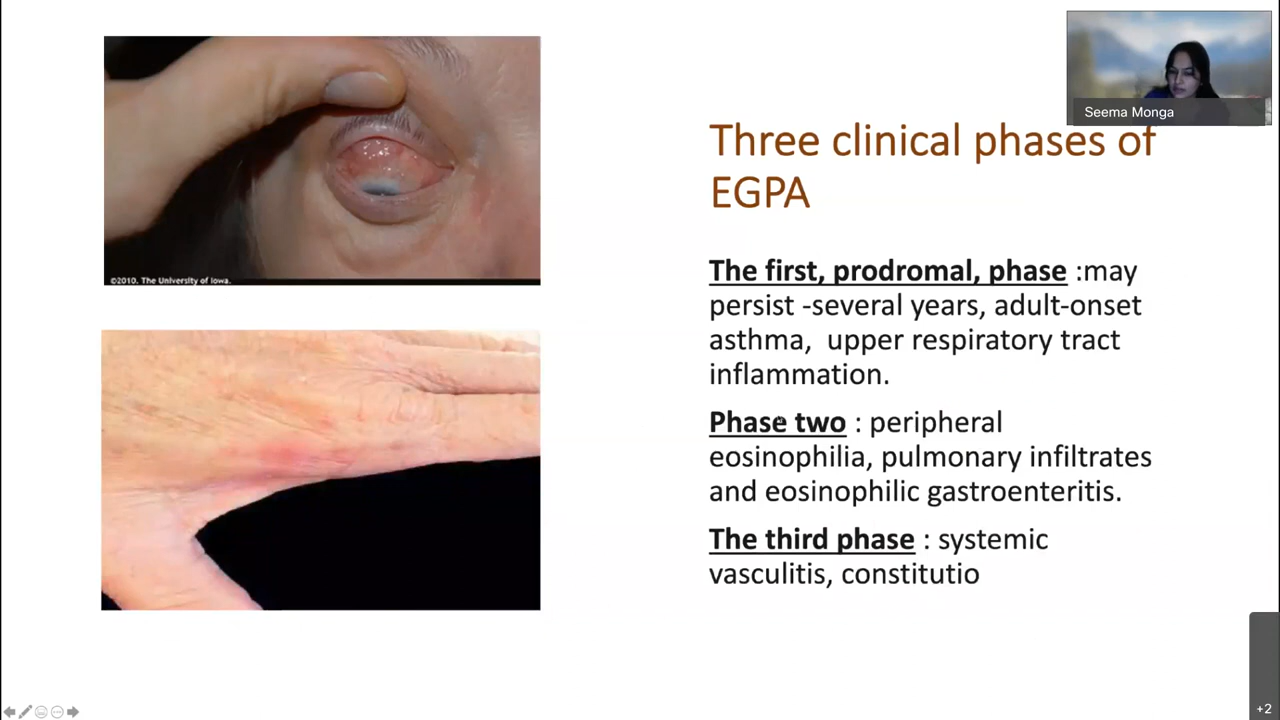 Seema Monga
Three clinical phases of
EGPA
©2010. The University of Iowa.
The first, prodromal, phase :may
persist -several years, adult-onset
asthma,  upper respiratory tract
inflammation.
Phase two : peripheral
eosinophilia, pulmonary infiltrates
and eosinophilic gastroenteritis.
The third phase : systemic
vasculitis, constitutio
+2